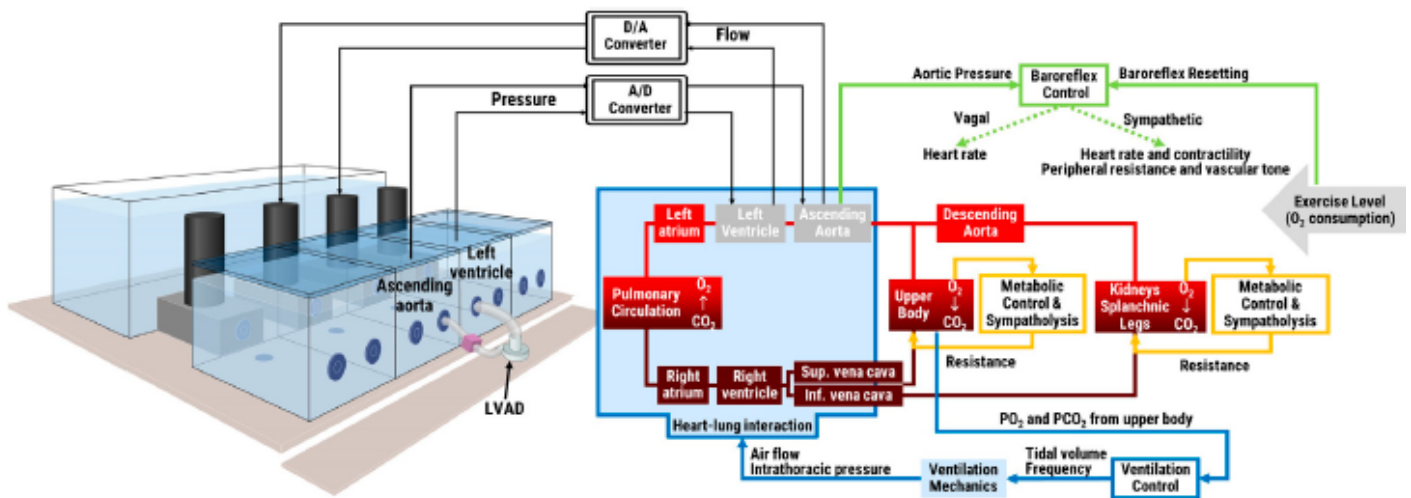 D/A
Converter
Flow
A/D
Converter
Pressure
Left
ventricle
Ascending
aorta
LVAD
Aortic Pressure
Baroreflex
Control
Baroreflex Resetting
Vagal
Sympathetic
Heart rate
Heart rate and contractility
Peripheral resistance and vascular tone
Exercise Level
(O₂ consumption)
Left
atrium
Left
Ventricle
Ascending
Aorta
Descending
Aorta
Pulmonary
Circulation
O₂
↑
CO₂
Upper
Body
O₂
↓
CO₂
Metabolic
Control &
Sympatholysis
Resistance
Kidneys
Splanchnic
Legs
O₂
↓
CO₂
Metabolic
Control &
Sympatholysis
Resistance
Right
atrium
Right
ventricle
Sup. vena cava
Inf. vena cava
Heart-lung interaction
PO₂ and PCO₂ from upper body
Air flow
Intrathoracic pressure
Ventilation
Mechanics
Tidal volume
Frequency
Ventilation
Control